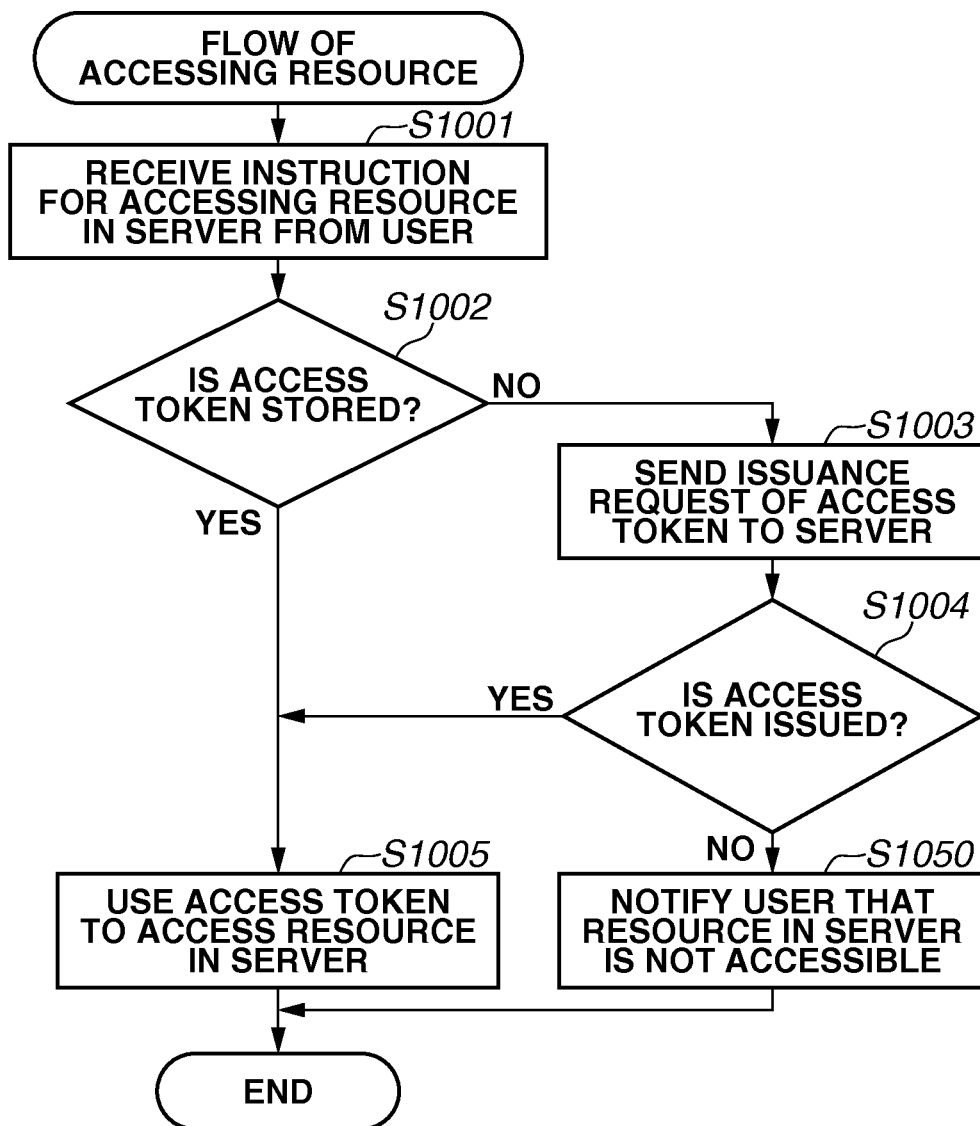 FLOW OF
ACCESSING RESOURCE
S1001
RECEIVE INSTRUCTION
FOR ACCESSING RESOURCE
IN SERVER FROM USER
S1002
IS ACCESS
TOKEN STORED?
NO
YES
S1003
SEND ISSUANCE
REQUEST OF ACCESS
TOKEN TO SERVER
S1004
IS ACCESS
TOKEN ISSUED?
YES
NO
S1005
USE ACCESS TOKEN
TO ACCESS RESOURCE
IN SERVER
S1050
NOTIFY USER THAT
RESOURCE IN SERVER
IS NOT ACCESSIBLE
END